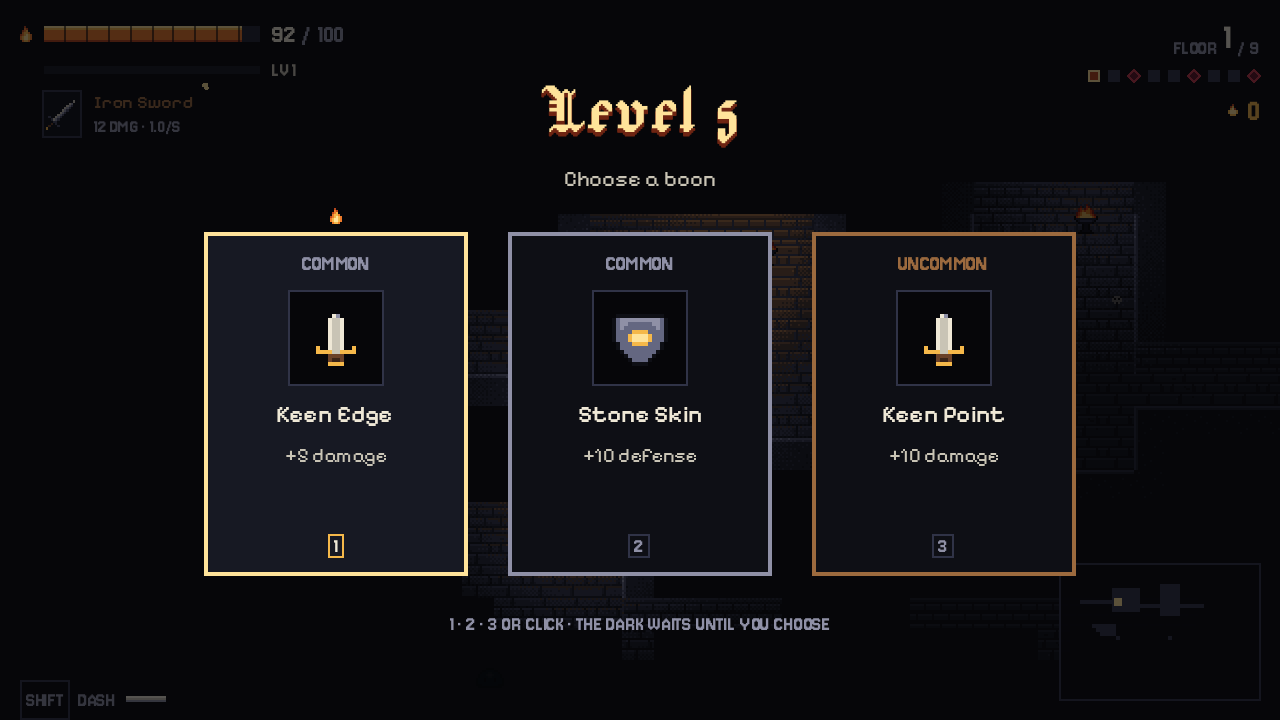 92 / 100
FLOOR 1 / 9
LV1
Iron Sword
12 DMG · 1.0/S
0
Level 5
Choose a boon
COMMON
Keen Edge
+9 damage
1
COMMON
Stone Skin
+10 defense
2
UNCOMMON
Keen Point
+10 damage
3
1 · 2 · 3 OR CLICK · THE DARK WAITS UNTIL YOU CHOOSE
SHIFT DASH